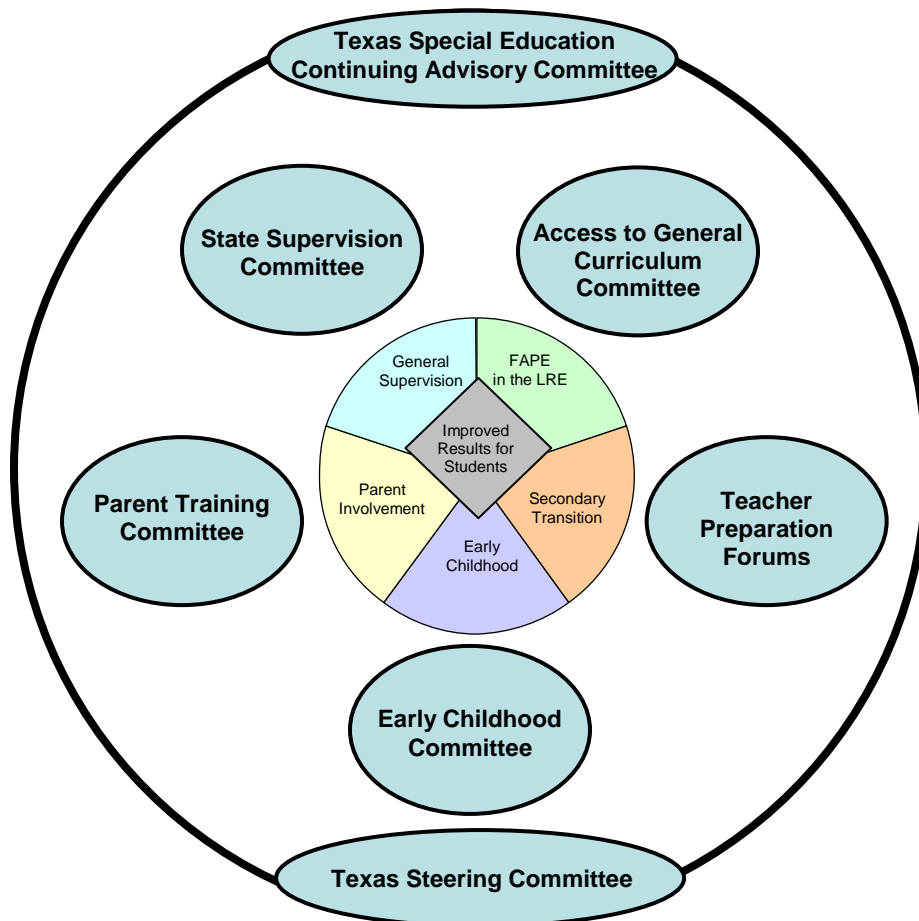 Texas Special Education
Continuing Advisory Committee
State Supervision
Committee
Access to General
Curriculum
Committee
General
Supervision
FAPE
in the LRE
Improved
Results for
Students
Parent
Involvement
Secondary
Transition
Early
Childhood
Parent Training
Committee
Teacher
Preparation
Forums
Early Childhood
Committee
Texas Steering Committee